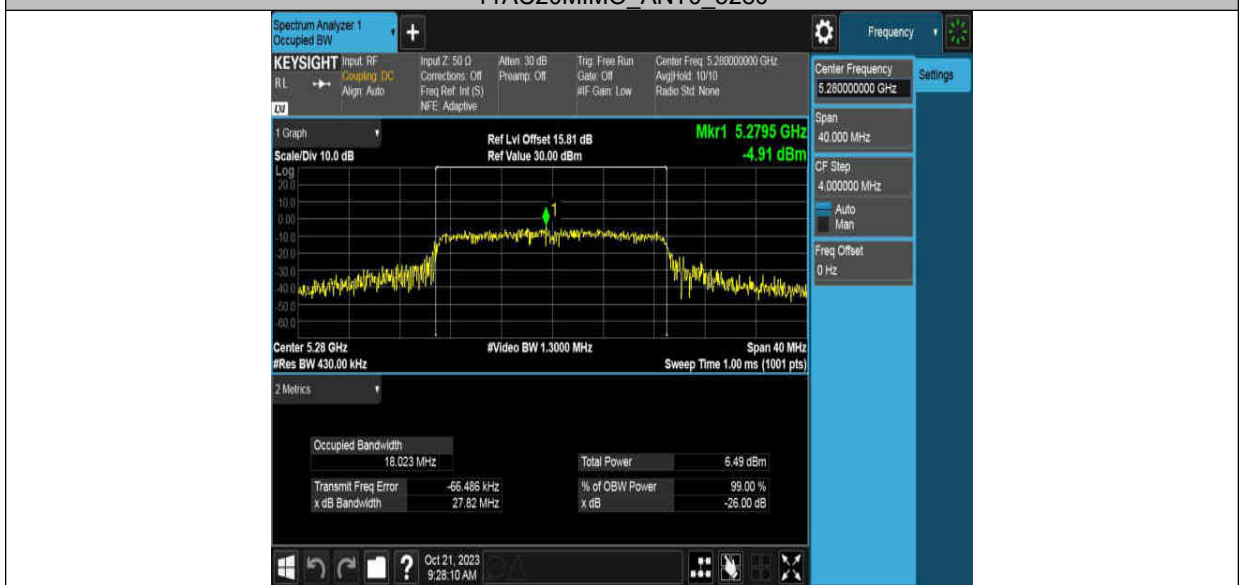 11AC20MIMO_ANT0_5280
Spectrum Analyzer 1
Occupied BW
+
Frequency
KEYSIGHT
RL
LXI
Input: RF
Coupling: DC
Align: Auto
Input Z: 50 Ω
Corrections: Off
Freq Ref: Int (S)
NFE: Adaptive
Atten: 30 dB
Preamp: Off
Trig: Free Run
Gate: Off
#IF Gain: Low
Center Freq: 5.280000000 GHz
Avg|Hold: 10/10
Radio Std: None
Center Frequency
5.280000000 GHz
Settings
Span
40.000 MHz
CF Step
4.000000 MHz
Auto
Man
Freq Offset
0 Hz
1 Graph
Scale/Div 10.0 dB
Ref Lvl Offset 15.81 dB
Ref Value 30.00 dBm
Mkr1 5.2795 GHz
-4.91 dBm
Log
20.0
10.0
0.00
-10.0
-20.0
-30.0
-40.0
-50.0
-60.0
1
Center 5.28 GHz
#Video BW 1.3000 MHz
Span 40 MHz
#Res BW 430.00 kHz
Sweep Time 1.00 ms (1001 pts)
2 Metrics
Occupied Bandwidth
18.023 MHz
Total Power 6.49 dBm
Transmit Freq Error -66.486 kHz
% of OBW Power 99.00 %
x dB Bandwidth 27.82 MHz
x dB -26.00 dB
?
Oct 21, 2023
9:28:10 AM